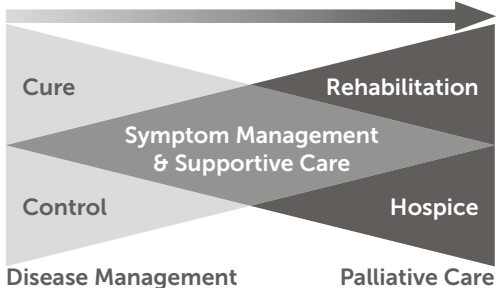 Cure
Rehabilitation
Symptom Management
& Supportive Care
Control
Hospice
Disease Management
Palliative Care